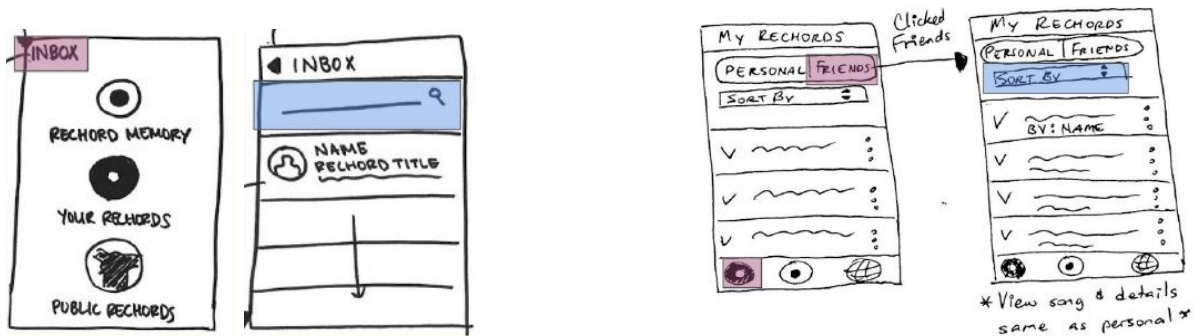 INBOX
RECHORD MEMORY
YOUR RECHORDS
PUBLIC RECHORDS
INBOX
NAME
RECHORD TITLE
MY RECHORDS
PERSONAL FRIENDS
SORT BY
Clicked
Friends
MY RECHORDS
PERSONAL FRIENDS
SORT BY
BY: NAME
* View song & details
same as personal *